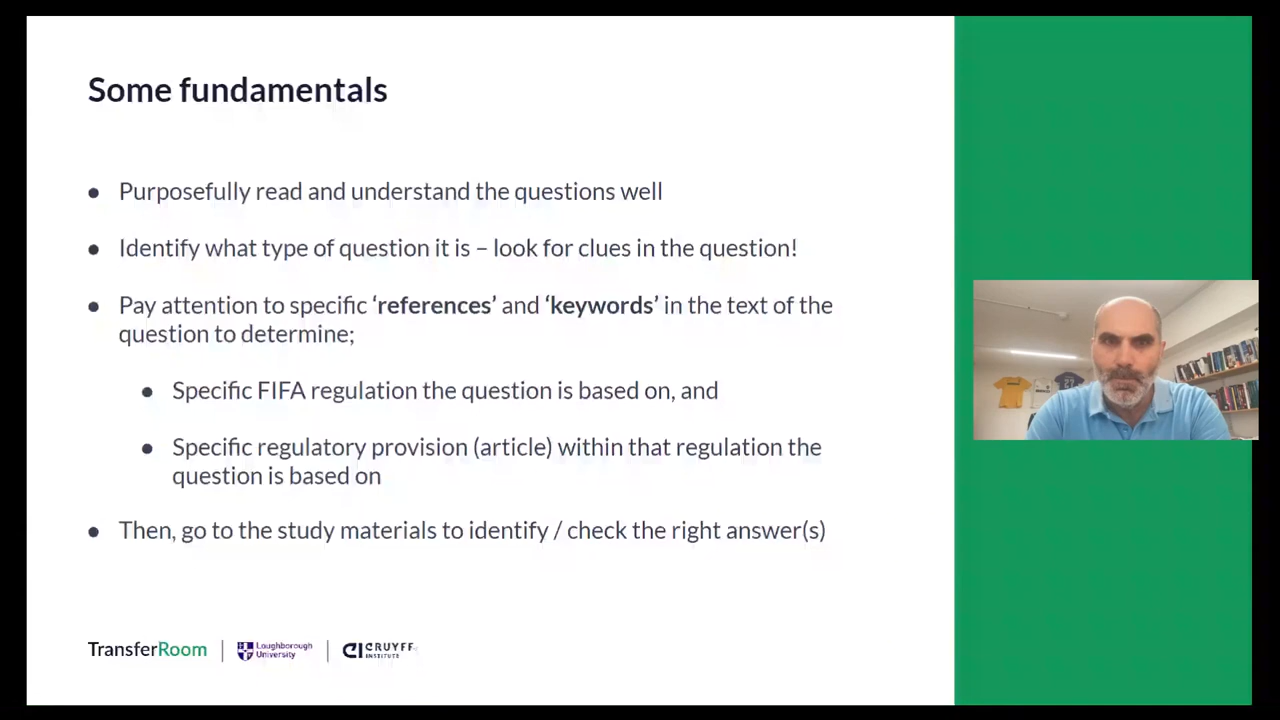 Some fundamentals
● Purposefully read and understand the questions well
● Identify what type of question it is – look for clues in the question!
● Pay attention to specific ‘references’ and ‘keywords’ in the text of the
question to determine;
● Specific FIFA regulation the question is based on, and
● Specific regulatory provision (article) within that regulation the
question is based on
● Then, go to the study materials to identify / check the right answer(s)
TransferRoom
Loughborough
University
CRUYFF
INSTITUTE